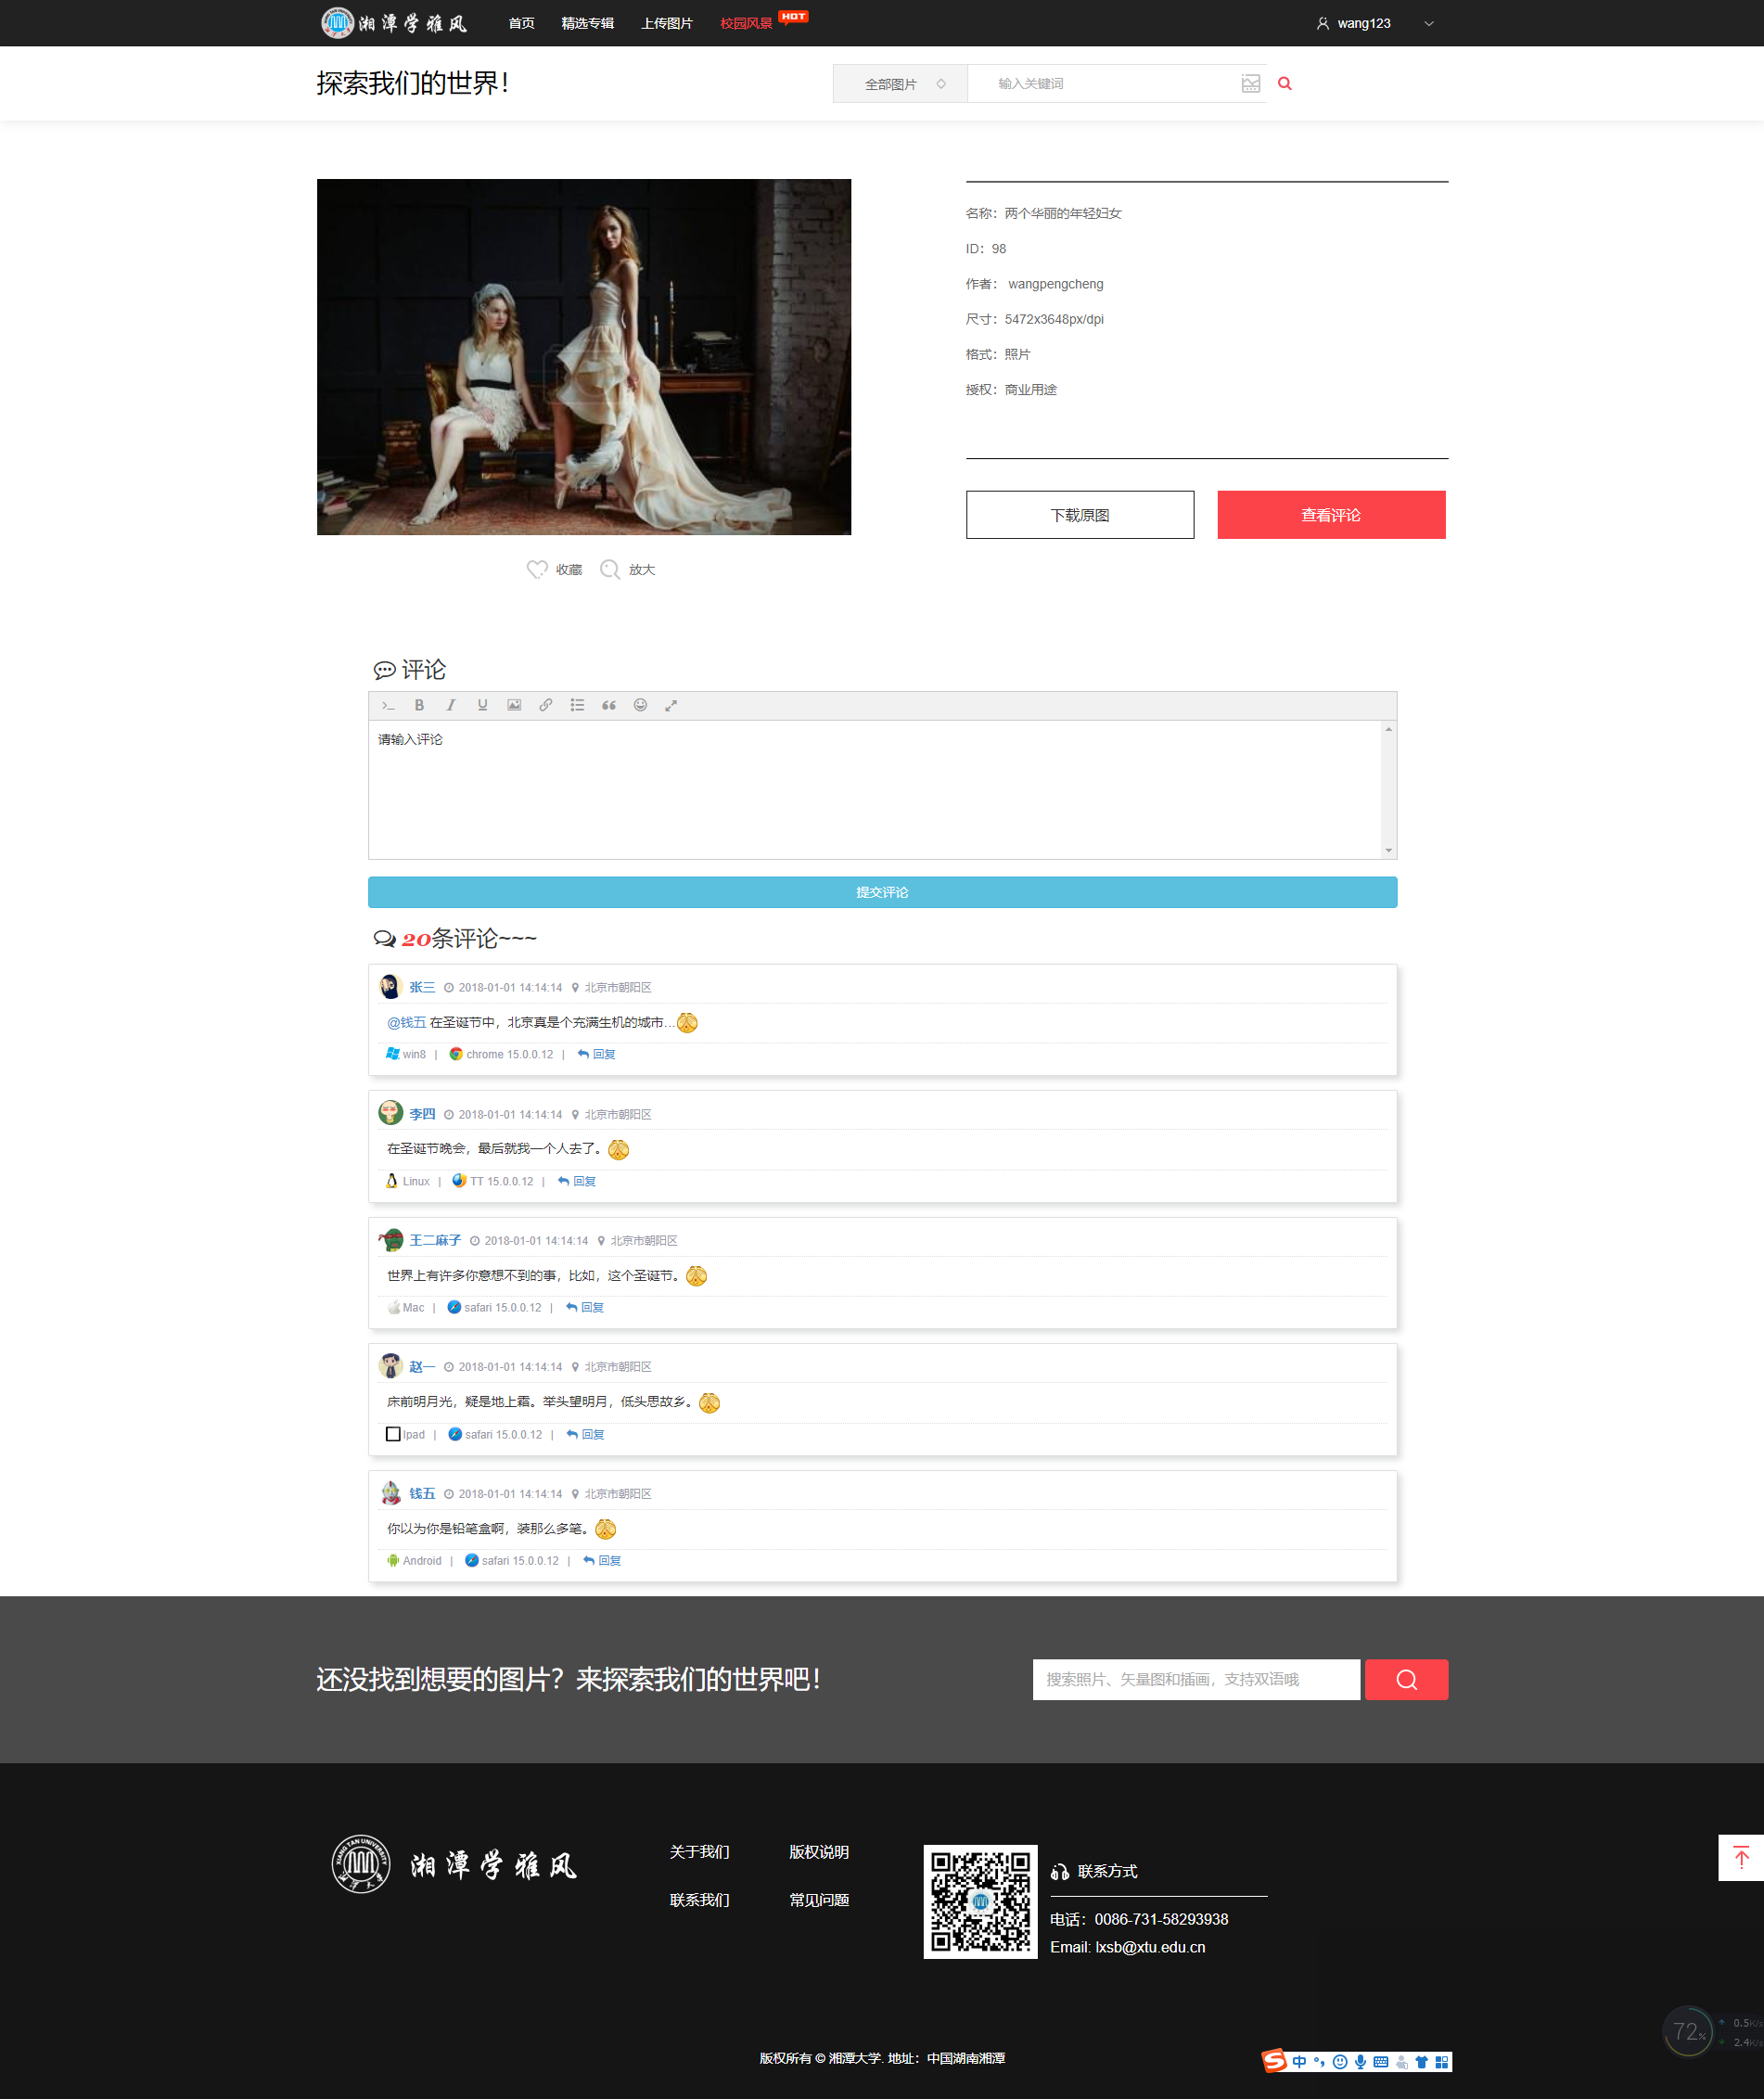 湘潭学雅风 首页 精选专辑 上传图片 校园风景 HOT wang123
探索我们的世界！ 全部图片 输入关键词
名称：两个华丽的年轻妇女
ID：98
作者： wangpengcheng
尺寸：5472x3648px/dpi
格式：照片
授权：商业用途
下载原图 查看评论
收藏 放大
评论
请输入评论
提交评论
20条评论~~~
张三 2018-01-01 14:14:14 北京市朝阳区
@钱五 在圣诞节中，北京真是个充满生机的城市...
win8 | chrome 15.0.0.12 | 回复
李四 2018-01-01 14:14:14 北京市朝阳区
在圣诞节晚会，最后就我一个人去了。
Linux | TT 15.0.0.12 | 回复
王二麻子 2018-01-01 14:14:14 北京市朝阳区
世界上有许多你意想不到的事，比如，这个圣诞节。
Mac | safari 15.0.0.12 | 回复
赵一 2018-01-01 14:14:14 北京市朝阳区
床前明月光，疑是地上霜。举头望明月，低头思故乡。
Ipad | safari 15.0.0.12 | 回复
钱五 2018-01-01 14:14:14 北京市朝阳区
你以为你是铅笔盒啊，装那么多笔。
Android | safari 15.0.0.12 | 回复
还没找到想要的图片？来探索我们的世界吧！ 搜索照片、矢量图和插画，支持双语哦
XIANG TAN UNIVERSITY
湘潭学雅风
关于我们 版权说明
联系我们 常见问题
联系方式
电话：0086-731-58293938
Email: lxsb@xtu.edu.cn
72% 0.5K/s
2.4K/s
版权所有 © 湘潭大学. 地址：中国湖南湘潭
S 中